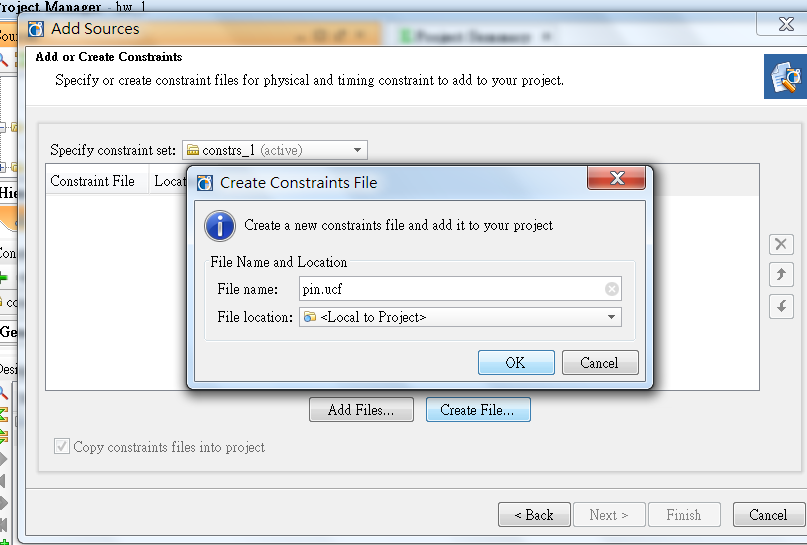 Project Manager - hw_1
Add Sources
Add or Create Constraints
Specify or create constraint files for physical and timing constraint to add to your project.
Specify constraint set: constrs_1 (active)
Constraint File
Create Constraints File
Create a new constraints file and add it to your project
File Name and Location
File name: pin.ucf
File location: <Local to Project>
OK Cancel
Add Files... Create File...
Copy constraints files into project
< Back Next > Finish Cancel